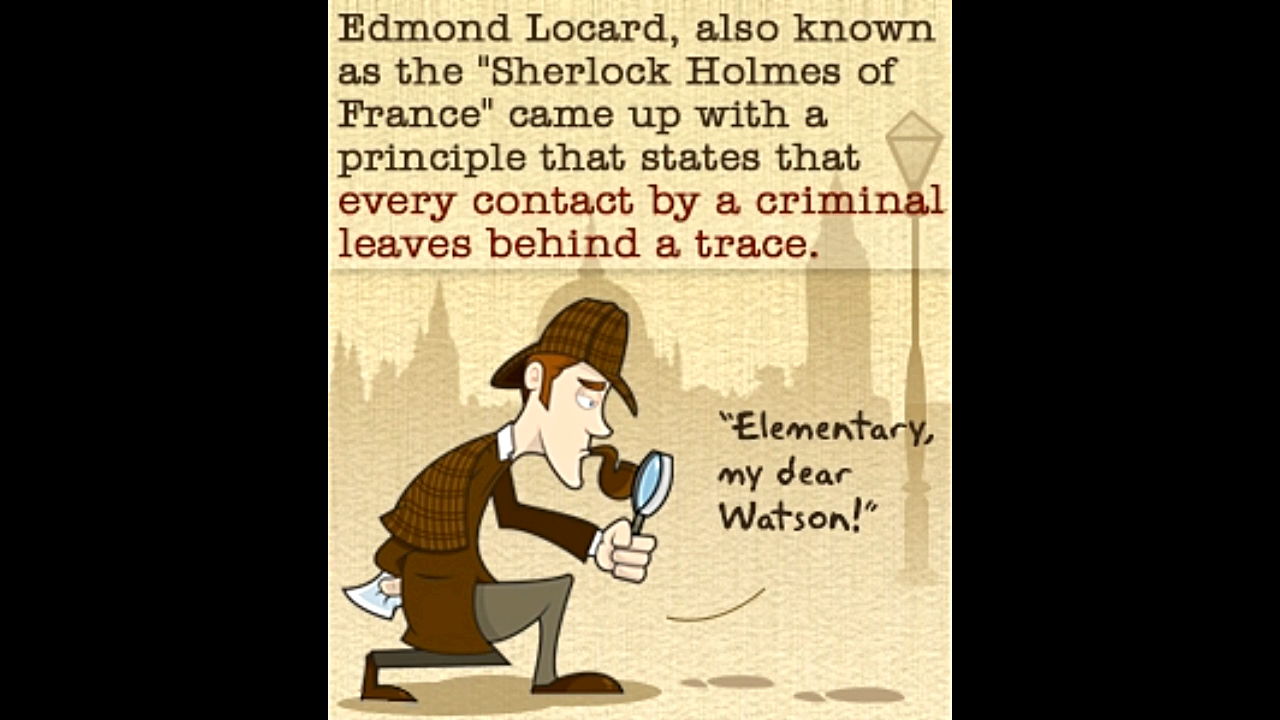 Edmond Locard, also known
as the "Sherlock Holmes of
France" came up with a
principle that states that
every contact by a criminal
leaves behind a trace.
“Elementary,
my dear
Watson!”